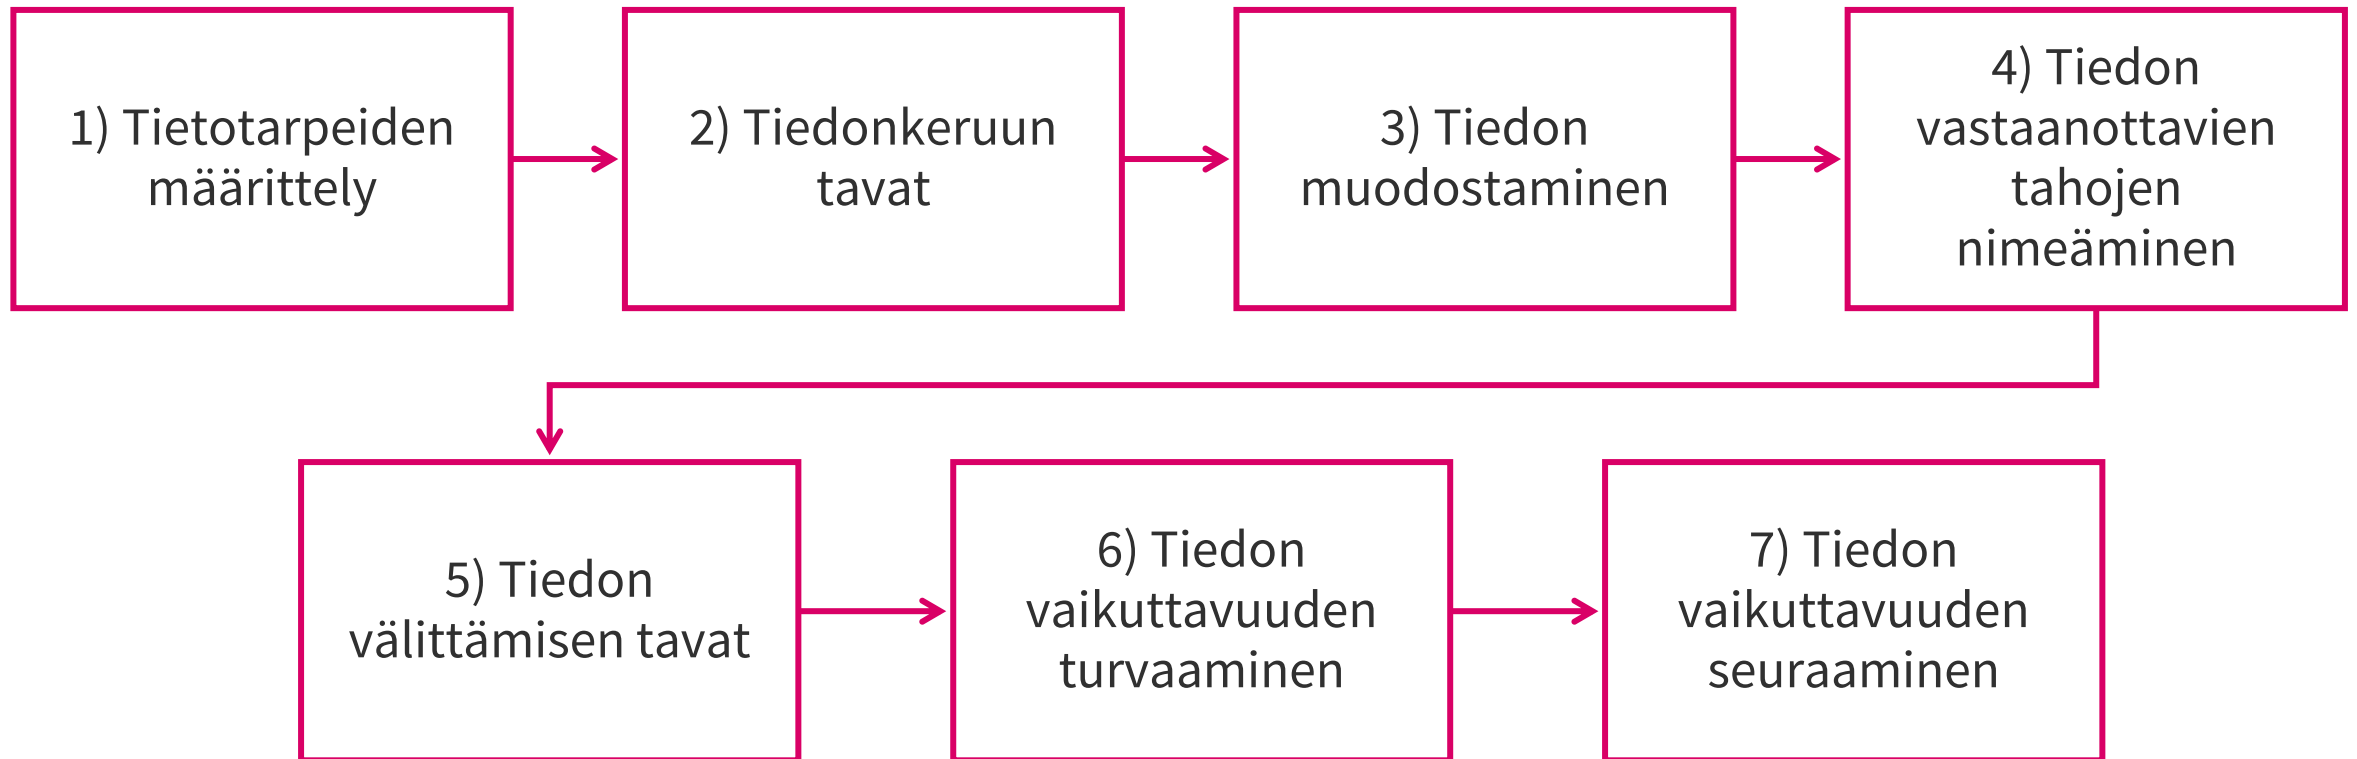 1) Tietotarpeiden
määrittely
2) Tiedonkeruun
tavat
3) Tiedon
muodostaminen
4) Tiedon
vastaanottavien
tahojen
nimeäminen
5) Tiedon
välittämisen tavat
6) Tiedon
vaikuttavuuden
turvaaminen
7) Tiedon
vaikuttavuuden
seuraaminen